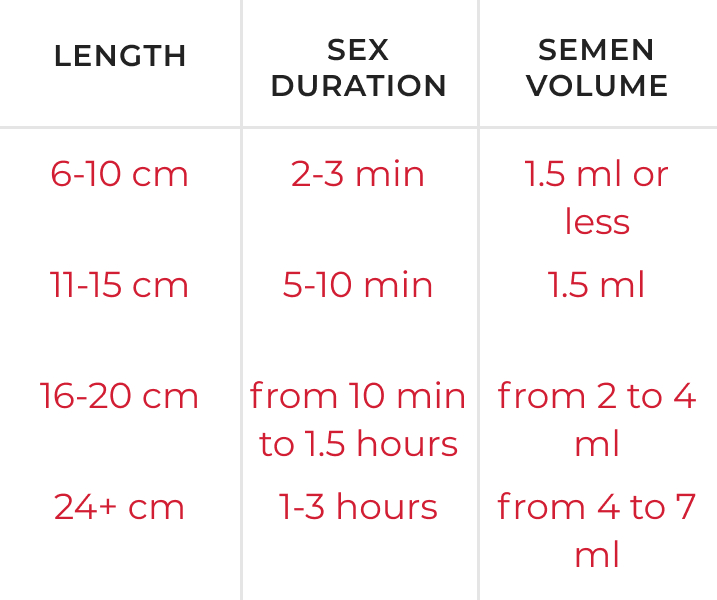 LENGTH
SEX
DURATION
SEMEN
VOLUME
6-10 cm
2-3 min
1.5 ml or
less
11-15 cm
5-10 min
1.5 ml
16-20 cm
from 10 min
to 1.5 hours
from 2 to 4
ml
24+ cm
1-3 hours
from 4 to 7
ml